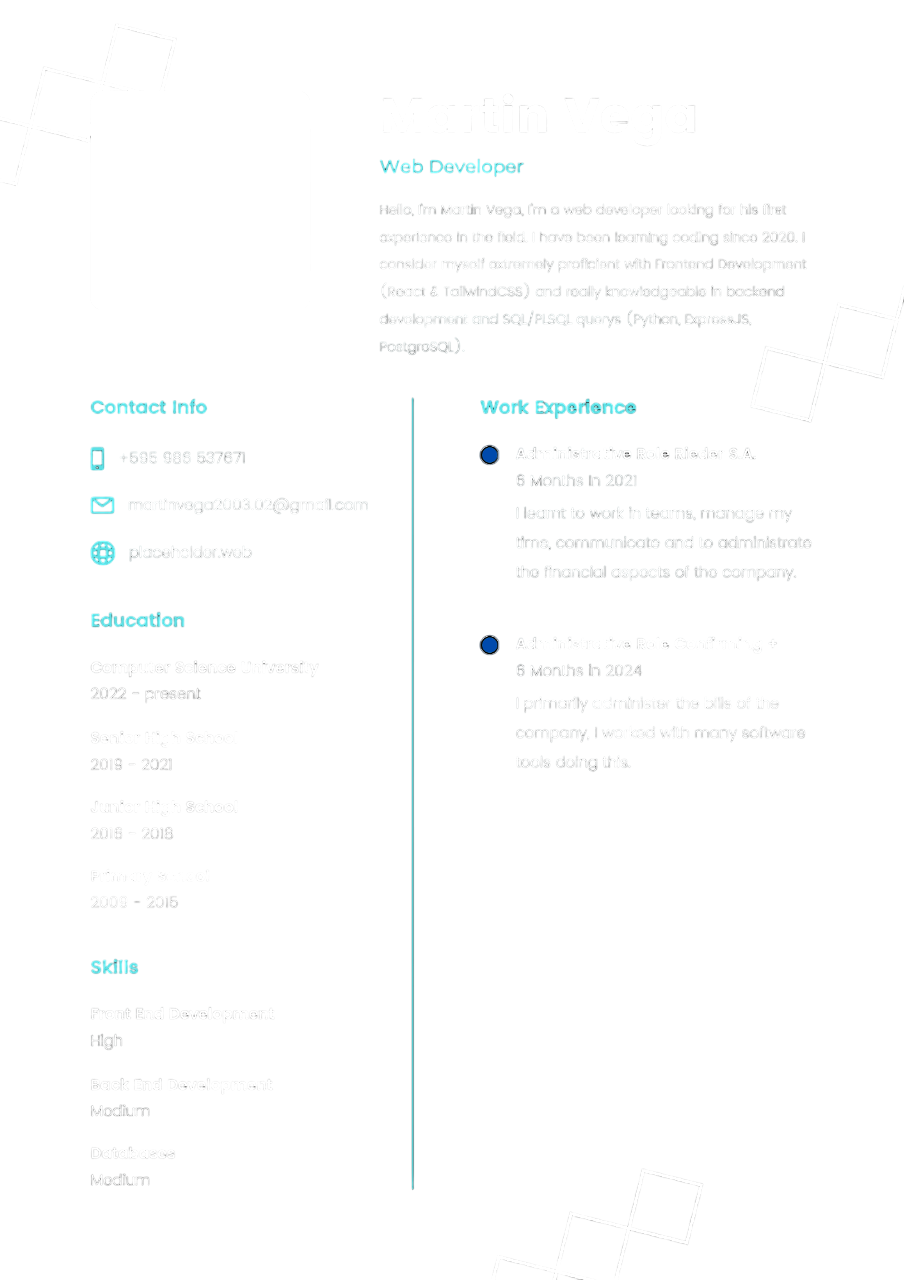 Martin Vega
Web Developer
Hello, I'm Martin Vega, I'm a web developer looking for his first
experience in the field. I have been learning coding since 2020. I
consider myself extremely proficient with Frontend Development
(React & TailwindCSS) and really knowledgeable in backend
development and SQL/PlSQL querys (Python, ExpressJS,
PostgreSQL).
Contact Info
+595 985 537671
martinvega2003.02@gmail.com
placeholder.web
Education
Computer Science University
2022 - present
Senior High School
2019 - 2021
Junior High School
2016 - 2018
Primary School
2009 - 2015
Skills
Front End Development
High
Back End Development
Medium
Databases
Medium
Work Experience
Administrative Role Rieder S.A.
6 Months in 2021
I learnt to work in teams, manage my
time, communicate and to administrate
the financial aspects of the company.
Administrative Role
6 Months in 2024
I primarily administer the bills of the
company, I worked with many software
tools doing this.